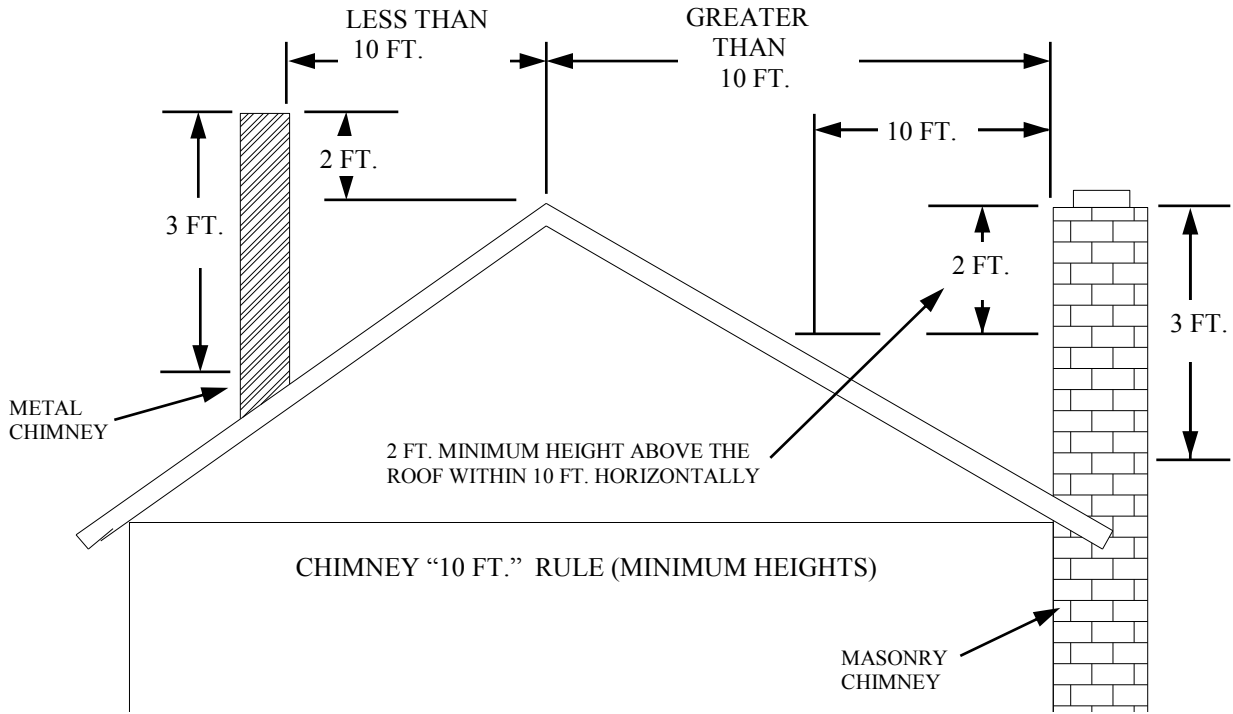 LESS THAN
10 FT.
GREATER
THAN
10 FT.
10 FT.
2 FT.
3 FT.
2 FT.
3 FT.
METAL
CHIMNEY
2 FT. MINIMUM HEIGHT ABOVE THE
ROOF WITHIN 10 FT. HORIZONTALLY
CHIMNEY “10 FT.” RULE (MINIMUM HEIGHTS)
MASONRY
CHIMNEY